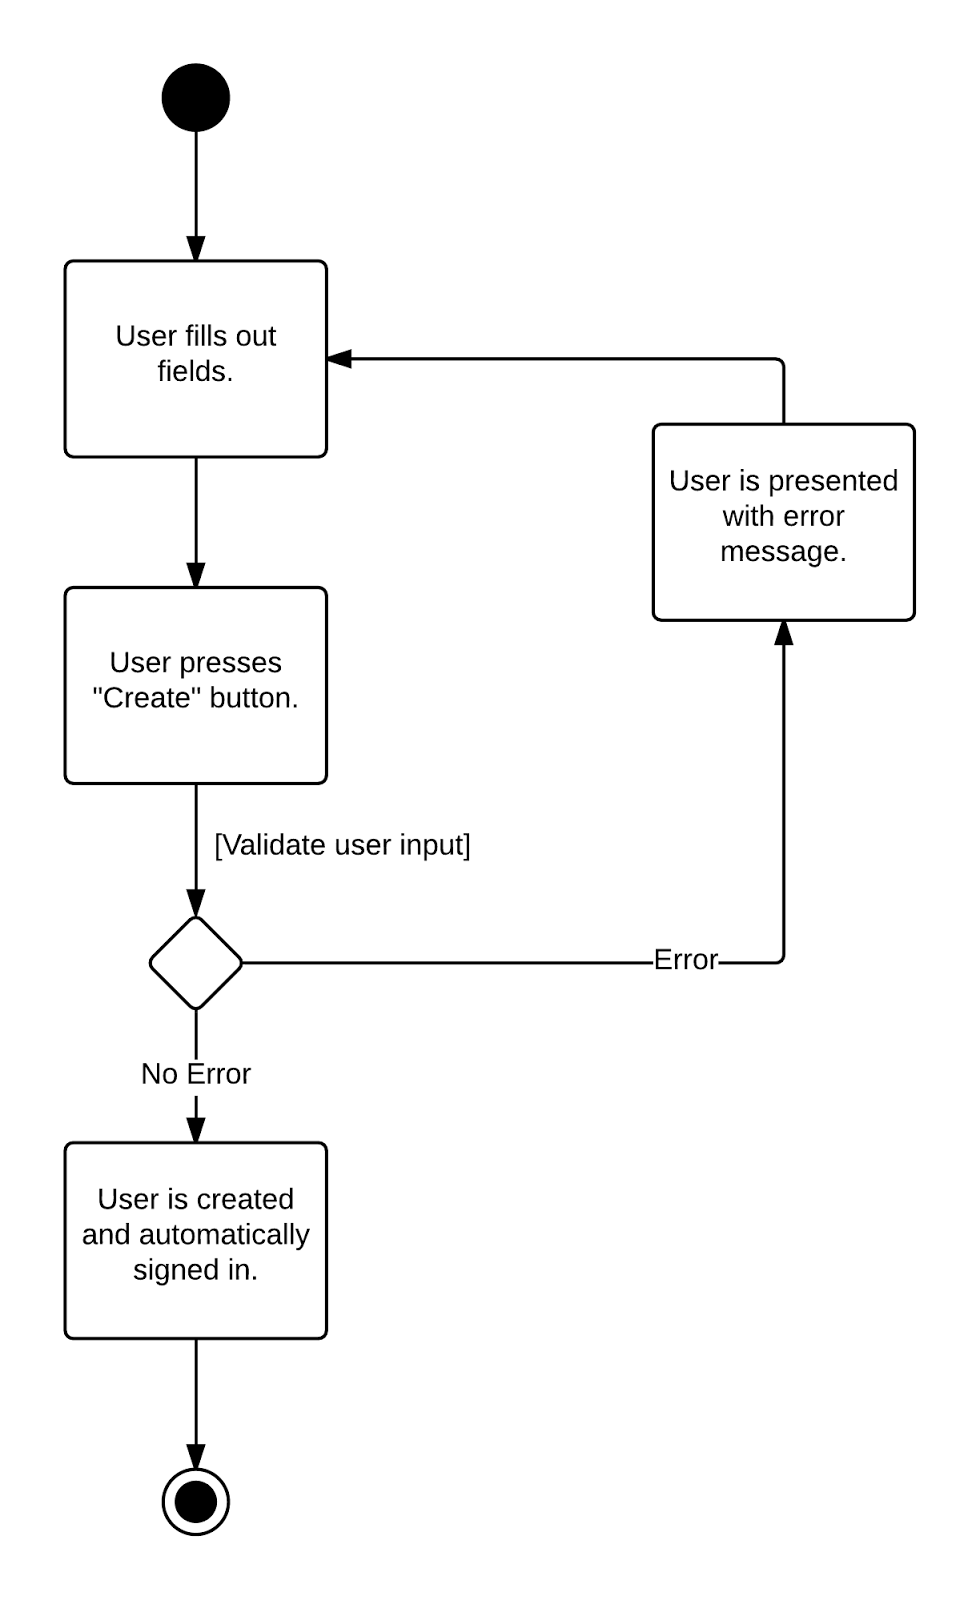 User fills out
fields.
User is presented
with error
message.
User presses
"Create" button.
[Validate user input]
Error
No Error
User is created
and automatically
signed in.